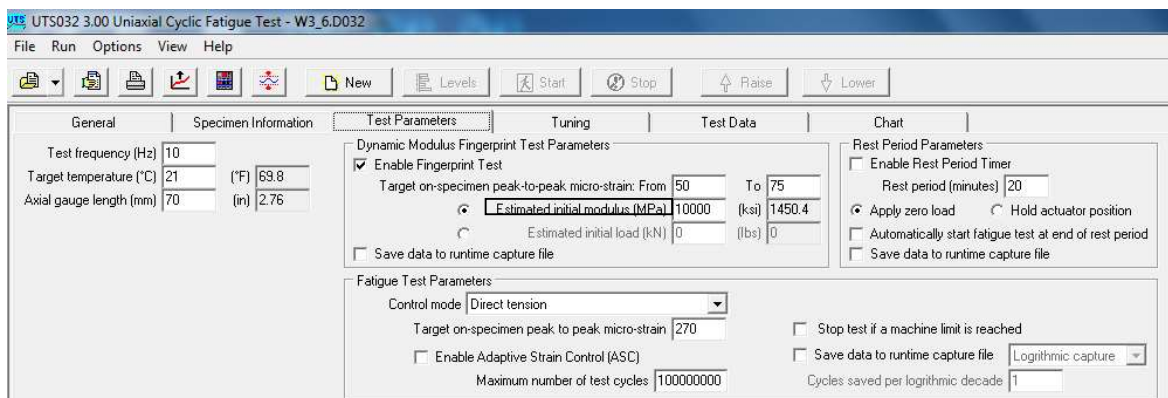 UTS032 3.00 Uniaxial Cyclic Fatigue Test - W3_6.D032
File Run Options View Help
New Levels Start Stop Raise Lower
General Specimen Information Test Parameters Tuning Test Data Chart
Test frequency (Hz) 10
Target temperature (°C) 21 (°F) 69.8
Axial gauge length (mm) 70 (in) 2.76
Dynamic Modulus Fingerprint Test Parameters
Enable Fingerprint Test
Target on-specimen peak-to-peak micro-strain: From 50 To 75
Estimated initial modulus (MPa) 10000 (ksi) 1450.4
Estimated initial load (kN) 0 (lbs) 0
Save data to runtime capture file
Rest Period Parameters
Enable Rest Period Timer
Rest period (minutes) 20
Apply zero load Hold actuator position
Automatically start fatigue test at end of rest period
Save data to runtime capture file
Fatigue Test Parameters
Control mode Direct tension
Target on-specimen peak to peak micro-strain 270
Enable Adaptive Strain Control (ASC)
Maximum number of test cycles 100000000
Stop test if a machine limit is reached
Save data to runtime capture file Logrithmic capture
Cycles saved per logrithmic decade 1